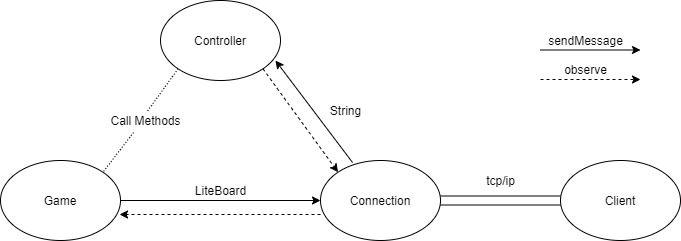 Controller
sendMessage
observe
String
Call Methods
LiteBoard
tcp/ip
Game
Connection
Client